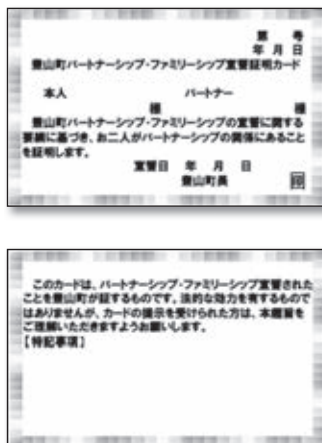 第　号
年 月 日
豊山町パートナーシップ・ファミリーシップ宣誓証明カード
本人　パートナー
様　様
豊山町パートナーシップ・ファミリーシップの宣誓に関する
要綱に基づき、お二人がパートナーシップの関係にあること
を証明します。
宣誓日　年　月　日
豊山町長　印
このカードは、パートナーシップ・ファミリーシップ宣誓された
ことを豊山町が証するものです。法的な効力を有するもので
はありませんが、カードの提示を受けられた方は、本趣旨を
ご理解いただきますようお願いします。
【特記事項】